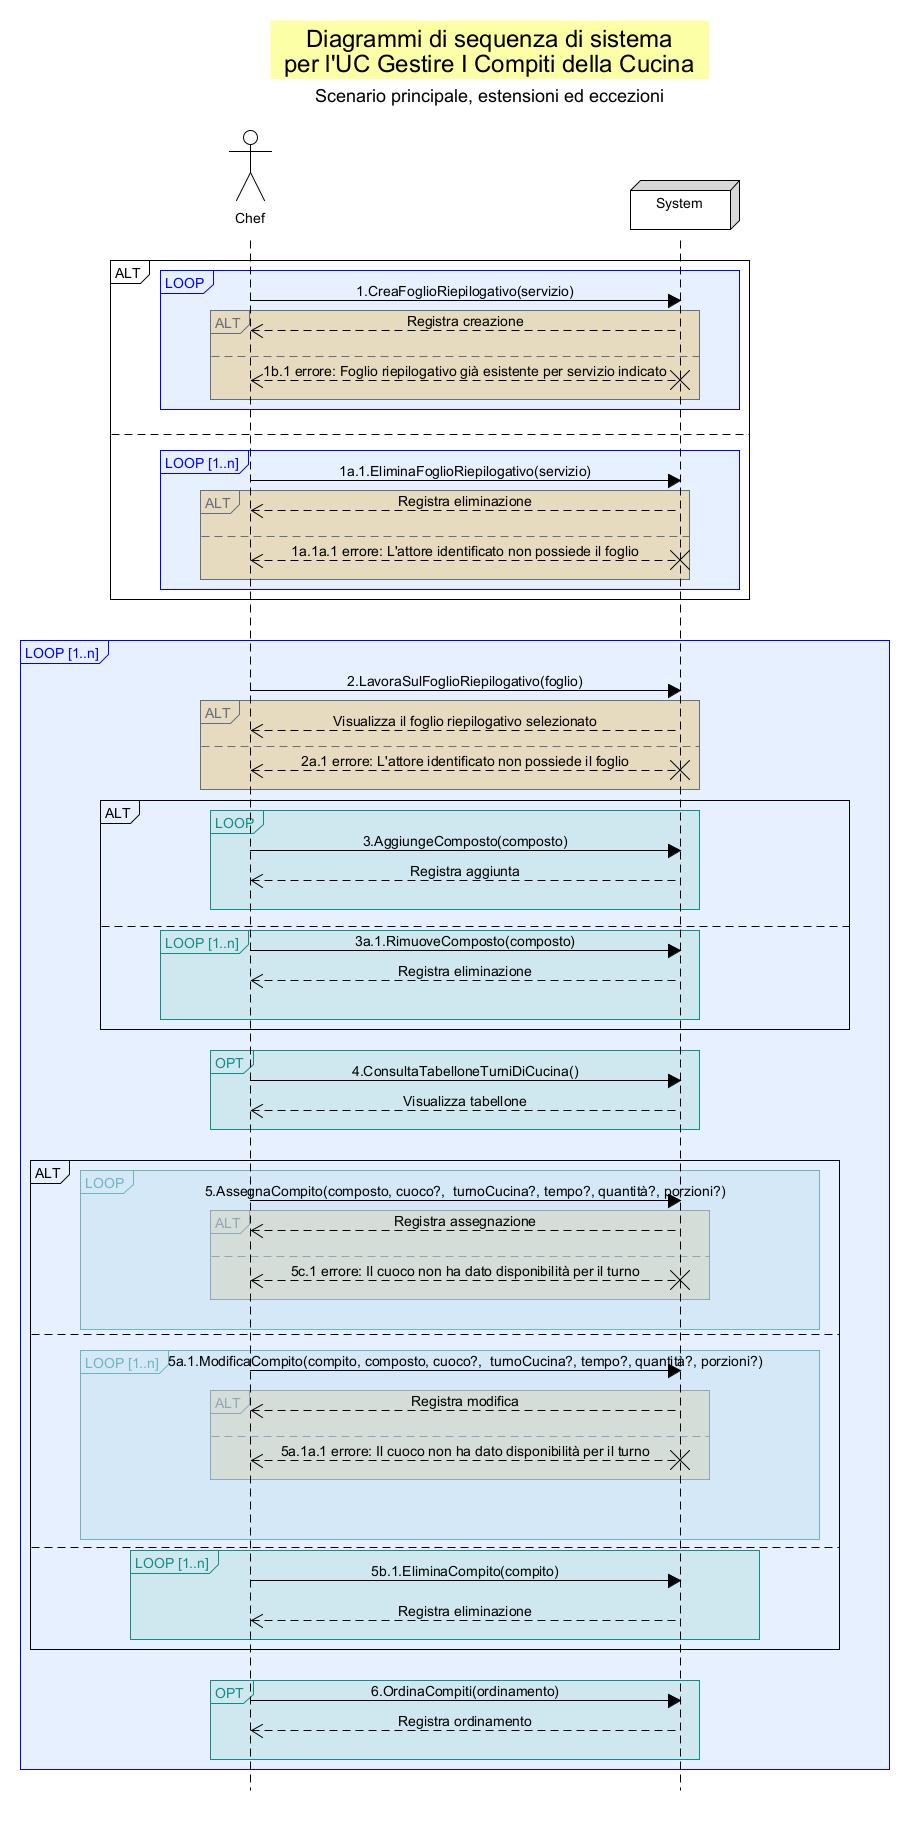 Diagrammi di sequenza di sistema
per l'UC Gestire I Compiti della Cucina
Scenario principale, estensioni ed eccezioni
Chef
System
ALT
LOOP
1.CreaFoglioRiepilogativo(servizio)
ALT
Registra creazione
1b.1 errore: Foglio riepilogativo già esistente per servizio indicato
LOOP [1..n]
1a.1.EliminaFoglioRiepilogativo(servizio)
ALT
Registra eliminazione
1a.1a.1 errore: L'attore identificato non possiede il foglio
LOOP [1..n]
2.LavoraSulFoglioRiepilogativo(foglio)
ALT
Visualizza il foglio riepilogativo selezionato
2a.1 errore: L'attore identificato non possiede il foglio
ALT
LOOP
3.AggiungeComposto(composto)
Registra aggiunta
LOOP [1..n]
3a.1.RimuoveComposto(composto)
Registra eliminazione
OPT
4.ConsultaTabelloneTurniDiCucina()
Visualizza tabellone
ALT
LOOP
5.AssegnaCompito(composto, cuoco?,  turnoCucina?, tempo?, quantità?, porzioni?)
ALT
Registra assegnazione
5c.1 errore: Il cuoco non ha dato disponibilità per il turno
LOOP [1..n]
5a.1.ModificaCompito(compito, composto, cuoco?,  turnoCucina?, tempo?, quantità?, porzioni?)
ALT
Registra modifica
5a.1a.1 errore: Il cuoco non ha dato disponibilità per il turno
LOOP [1..n]
5b.1.EliminaCompito(compito)
Registra eliminazione
OPT
6.OrdinaCompiti(ordinamento)
Registra ordinamento